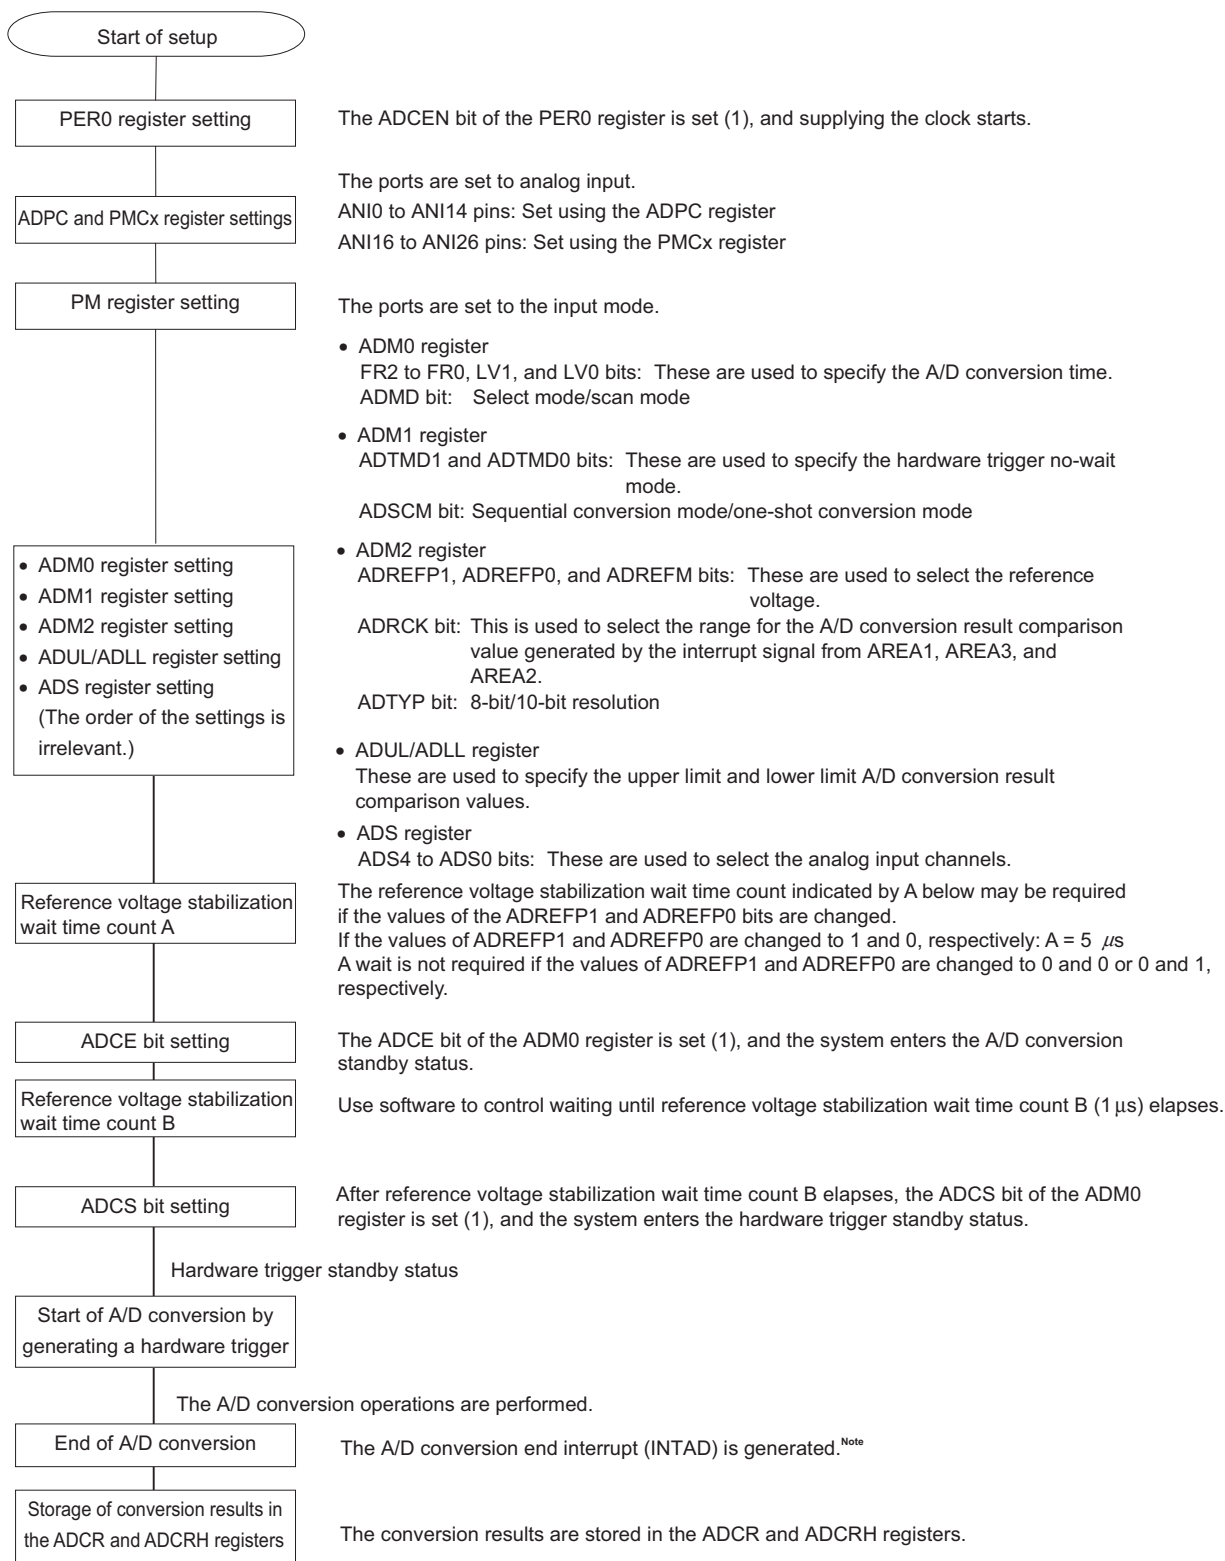 Start of setup
PER0 register setting
The ADCEN bit of the PER0 register is set (1), and supplying the clock starts.
ADPC and PMCx register settings
The ports are set to analog input.
ANI0 to ANI14 pins: Set using the ADPC register
ANI16 to ANI26 pins: Set using the PMCx register
PM register setting
The ports are set to the input mode.
• ADM0 register setting
• ADM1 register setting
• ADM2 register setting
• ADUL/ADLL register setting
• ADS register setting
(The order of the settings is
irrelevant.)
• ADM0 register
FR2 to FR0, LV1, and LV0 bits: These are used to specify the A/D conversion time.
ADMD bit: Select mode/scan mode
• ADM1 register
ADTMD1 and ADTMD0 bits: These are used to specify the hardware trigger no-wait
mode.
ADSCM bit: Sequential conversion mode/one-shot conversion mode
• ADM2 register
ADREFP1, ADREFP0, and ADREFM bits: These are used to select the reference
voltage.
ADRCK bit: This is used to select the range for the A/D conversion result comparison
value generated by the interrupt signal from AREA1, AREA3, and
AREA2.
ADTYP bit: 8-bit/10-bit resolution
• ADUL/ADLL register
These are used to specify the upper limit and lower limit A/D conversion result
comparison values.
• ADS register
ADS4 to ADS0 bits: These are used to select the analog input channels.
Reference voltage stabilization
wait time count A
The reference voltage stabilization wait time count indicated by A below may be required
if the values of the ADREFP1 and ADREFP0 bits are changed.
If the values of ADREFP1 and ADREFP0 are changed to 1 and 0, respectively: A = 5 μs
A wait is not required if the values of ADREFP1 and ADREFP0 are changed to 0 and 0 or 0 and 1,
respectively.
ADCE bit setting
The ADCE bit of the ADM0 register is set (1), and the system enters the A/D conversion
standby status.
Reference voltage stabilization
wait time count B
Use software to control waiting until reference voltage stabilization wait time count B (1 μs) elapses.
ADCS bit setting
After reference voltage stabilization wait time count B elapses, the ADCS bit of the ADM0
register is set (1), and the system enters the hardware trigger standby status.
Hardware trigger standby status
Start of A/D conversion by
generating a hardware trigger
The A/D conversion operations are performed.
End of A/D conversion
The A/D conversion end interrupt (INTAD) is generated.Note
Storage of conversion results in
the ADCR and ADCRH registers
The conversion results are stored in the ADCR and ADCRH registers.